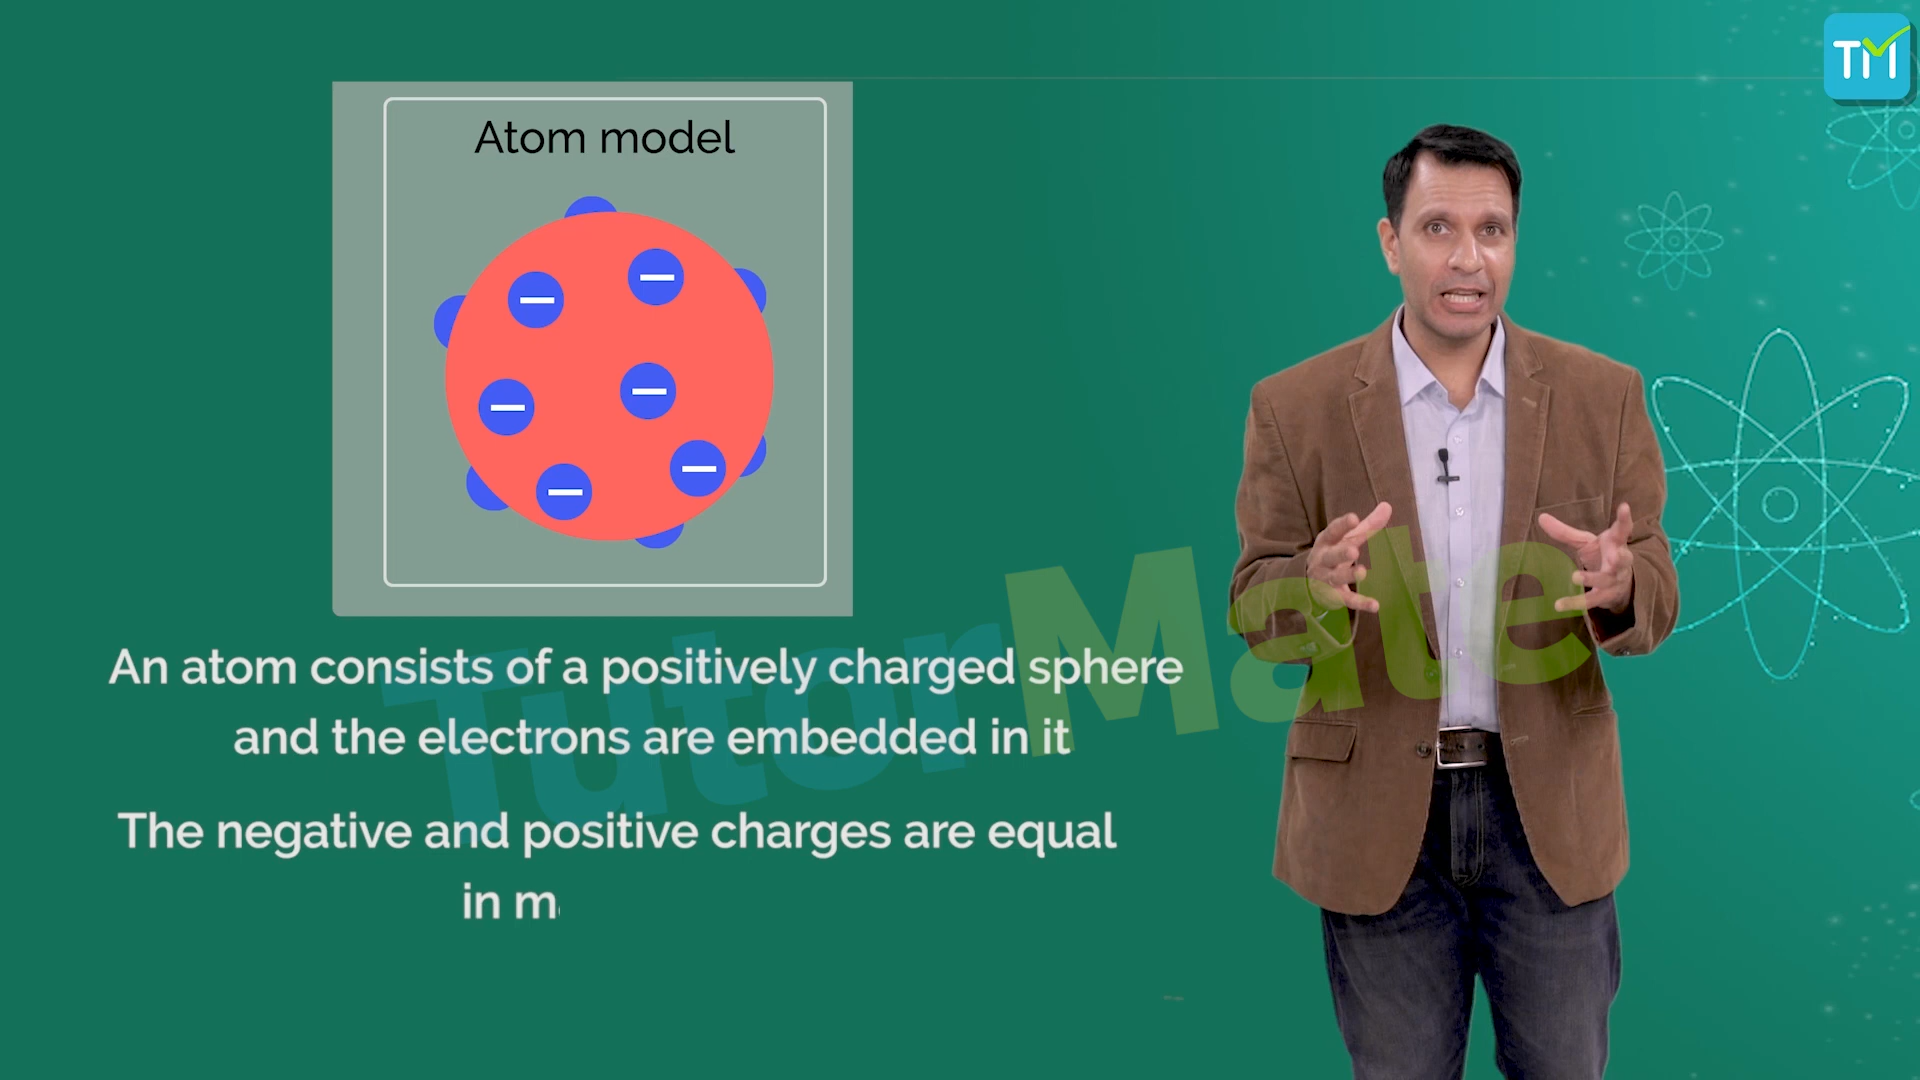 TM
Atom model
An atom consists of a positively charged sphere
and the electrons are embedded in it
The negative and positive charges are equal
in m
TutorMate